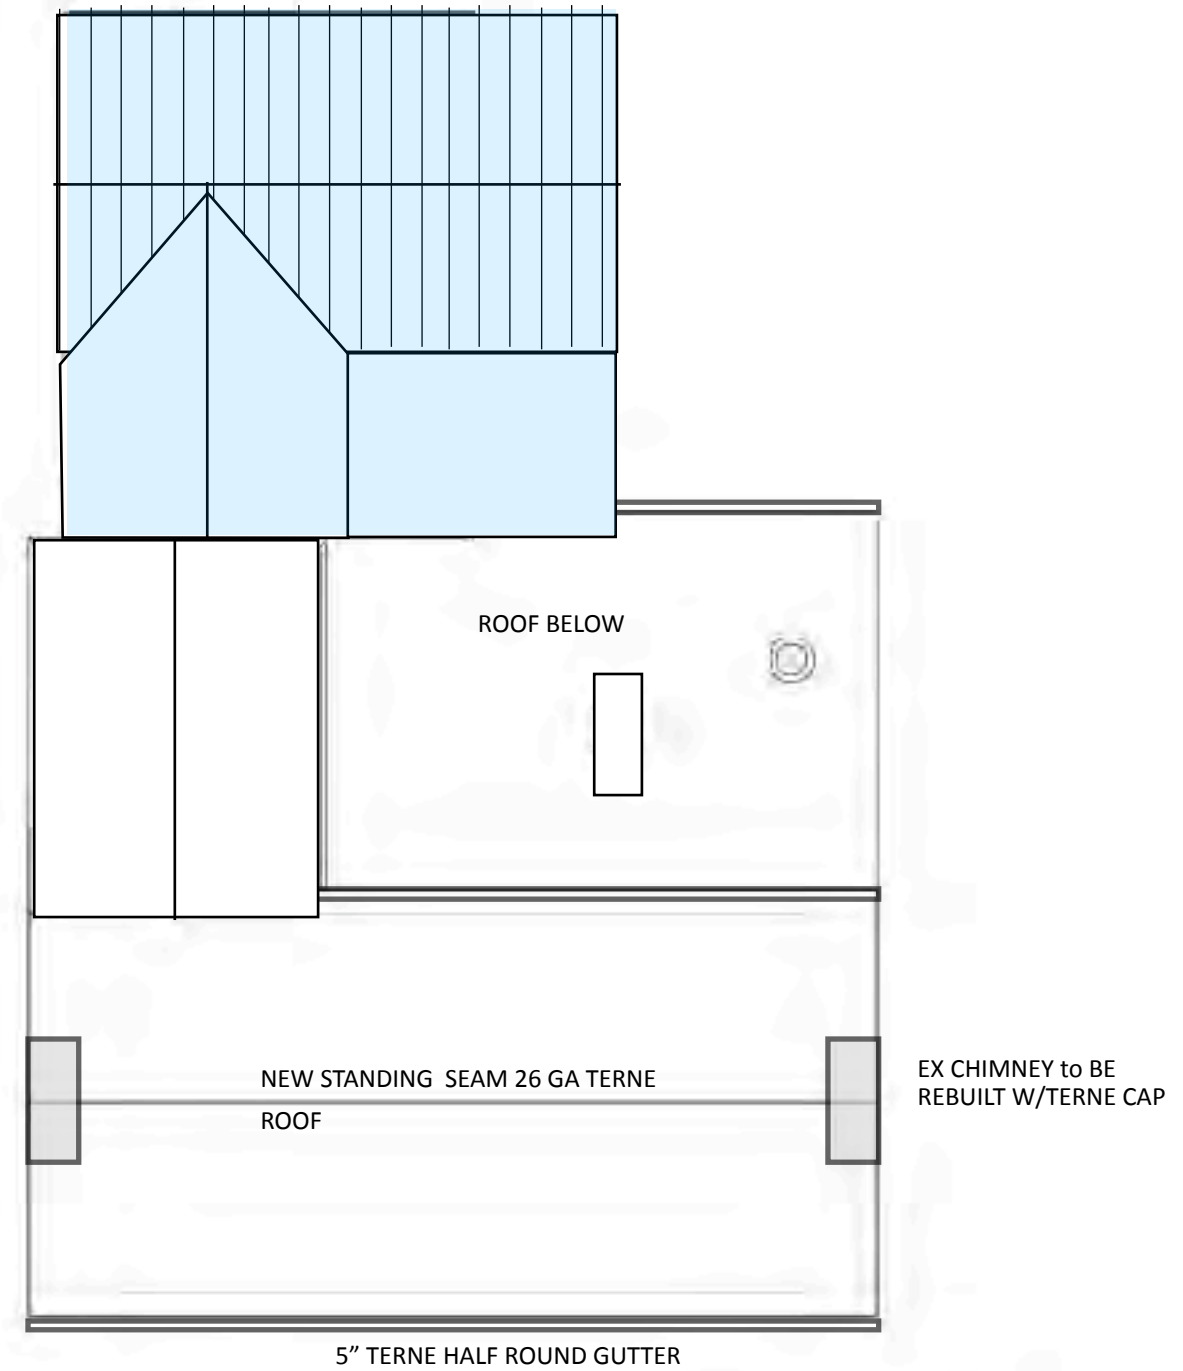 ROOF BELOW
NEW STANDING  SEAM 26 GA TERNE
ROOF
EX CHIMNEY to BE
REBUILT W/TERNE CAP
5” TERNE HALF ROUND GUTTER